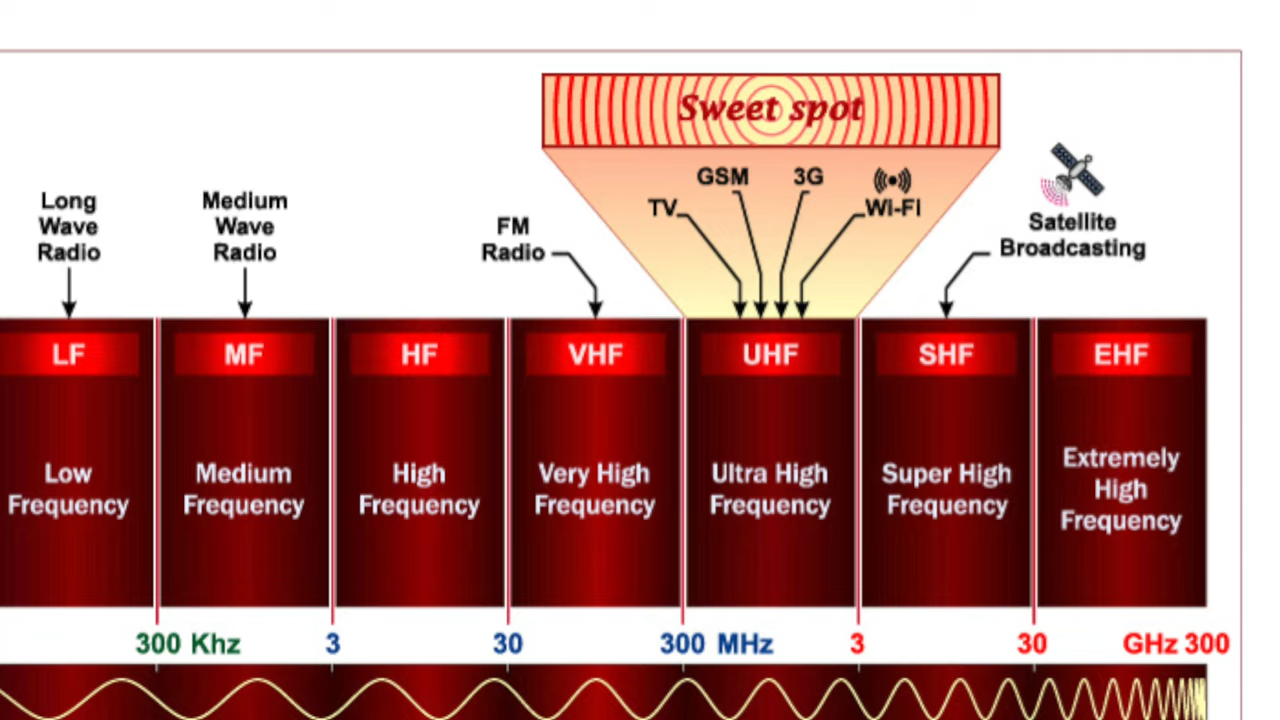 Sweet spot
GSM
3G
TV
Wi-Fi
Long
Wave
Radio
Medium
Wave
Radio
FM
Radio
Satellite
Broadcasting
LF
MF
HF
VHF
UHF
SHF
EHF
Low
Frequency
Medium
Frequency
High
Frequency
Very High
Frequency
Ultra High
Frequency
Super High
Frequency
Extremely
High
Frequency
300 Khz
3
30
300 MHz
3
30
GHz 300